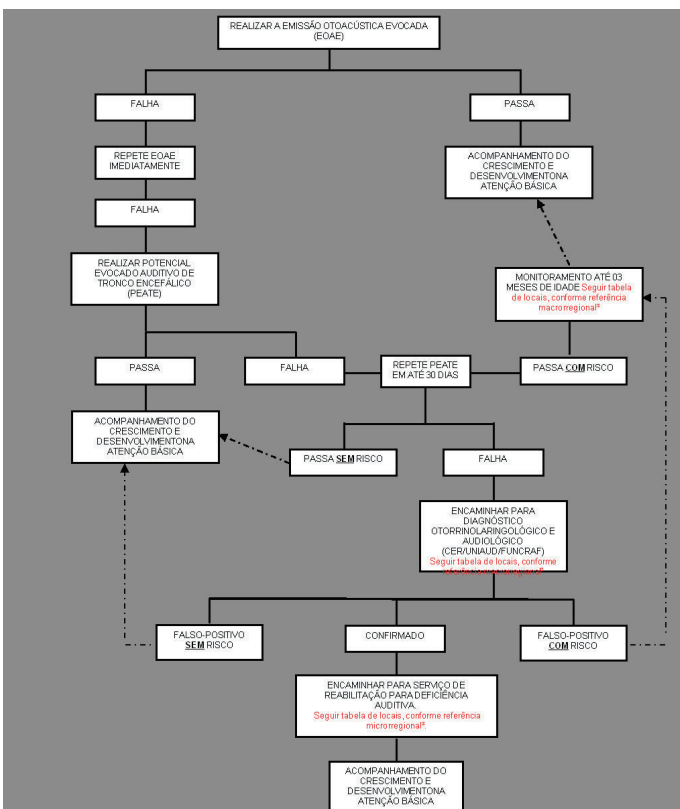 REALIZAR A EMISSÃO OTOACÚSTICA EVOCADA
(EOAE)
FALHA
PASSA
REPETE EOAE
IMEDIATAMENTE
ACOMPANHAMENTO DO
CRESCIMENTO E
DESENVOLVIMENTONA
ATENÇÃO BÁSICA
FALHA
REALIZAR POTENCIAL
EVOCADO AUDITIVO DE
TRONCO ENCEFÁLICO
(PEATE)
MONITORAMENTO ATÉ 03
MESES DE IDADE Seguir tabela
de locais, conforme referência
macrorregional²
PASSA
FALHA
REPETE PEATE
EM ATÉ 30 DIAS
PASSA COM RISCO
ACOMPANHAMENTO DO
CRESCIMENTO E
DESENVOLVIMENTONA
ATENÇÃO BÁSICA
PASSA SEM RISCO
FALHA
ENCAMINHAR PARA
DIAGNÓSTICO
OTORRINOLARINGOLÓGICO E
AUDIOLÓGICO
(CER/UNIAUD/FUNCRAF)
Seguir tabela de locais, conforme
referência macrorregional²
FALSO-POSITIVO
SEM RISCO
CONFIRMADO
FALSO-POSITIVO
COM RISCO
ENCAMINHAR PARA SERVIÇO DE
REABILITAÇÃO PARA DEFICIÊNCIA
AUDITIVA.
Seguir tabela de locais, conforme referência
microrregional³.
ACOMPANHAMENTO DO
CRESCIMENTO E
DESENVOLVIMENTONA
ATENÇÃO BÁSICA